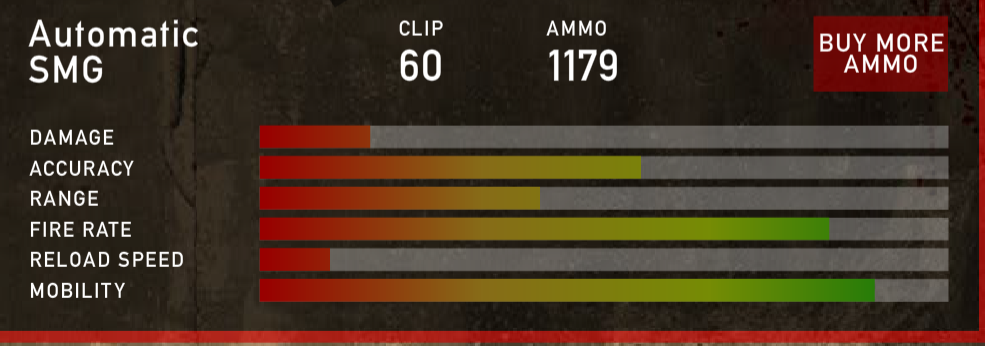 Automatic
SMG
CLIP
60
AMMO
1179
BUY MORE
AMMO
DAMAGE
ACCURACY
RANGE
FIRE RATE
RELOAD SPEED
MOBILITY